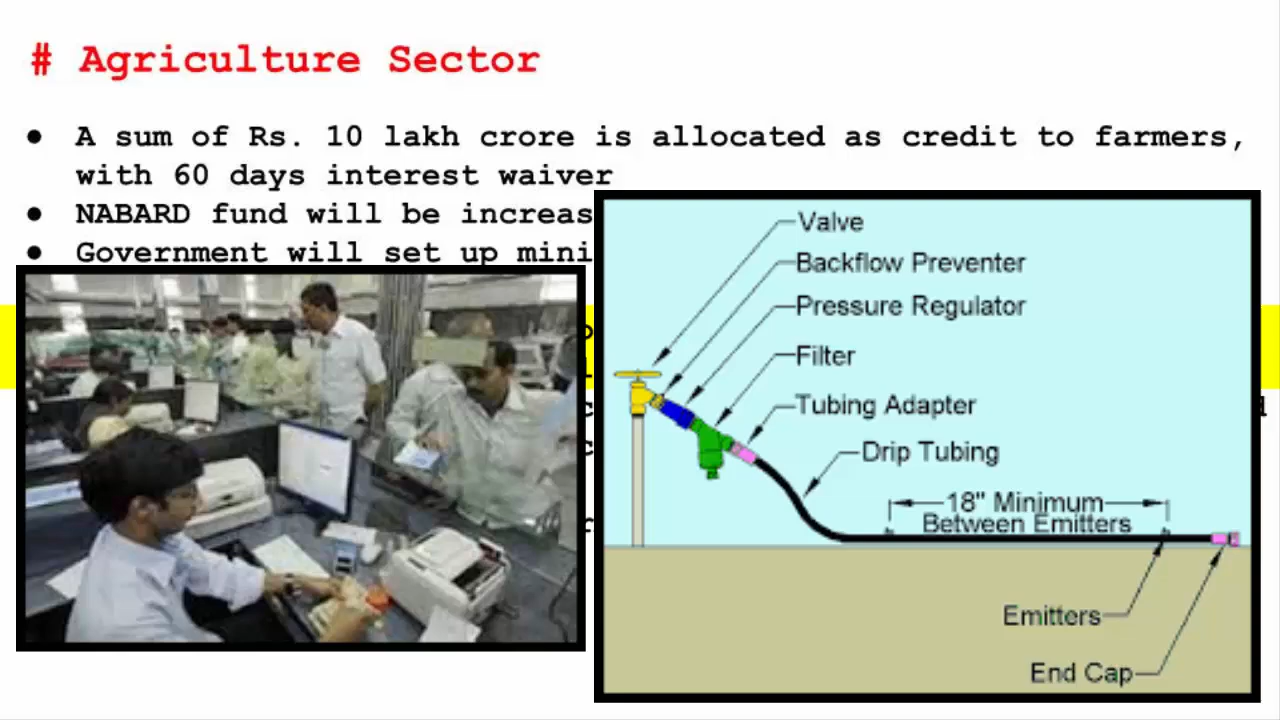 # Agriculture Sector
● A sum of Rs. 10 lakh crore is allocated as credit to farmers,
with 60 days interest waiver
● NABARD fund will be
● Government will set up mini
Valve
Backflow Preventer
Pressure Regulator
Filter
Tubing Adapter
Drip Tubing
18" Minimum
Between Emitters
Emitters
End Cap